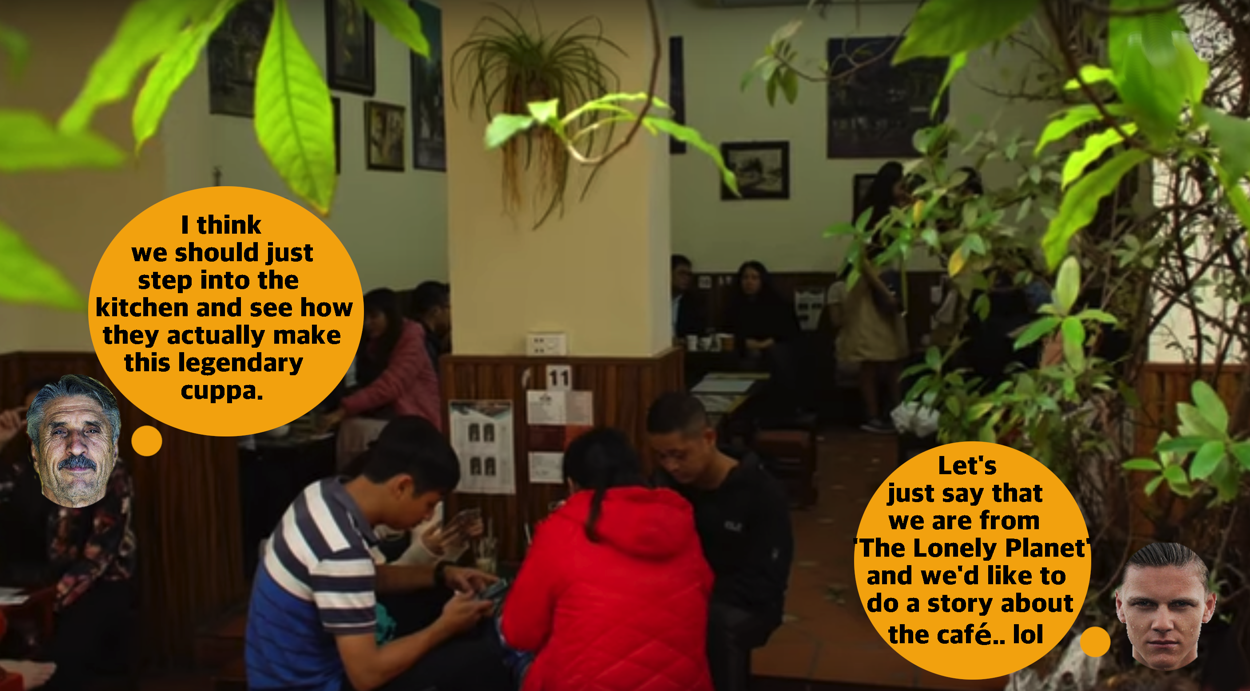 I think
we should just
step into the
kitchen and see how
they actually make
this legendary
cuppa.
11
Let's
just say that
we are from
'The Lonely Planet'
and we'd like to
do a story about
the café.. lol